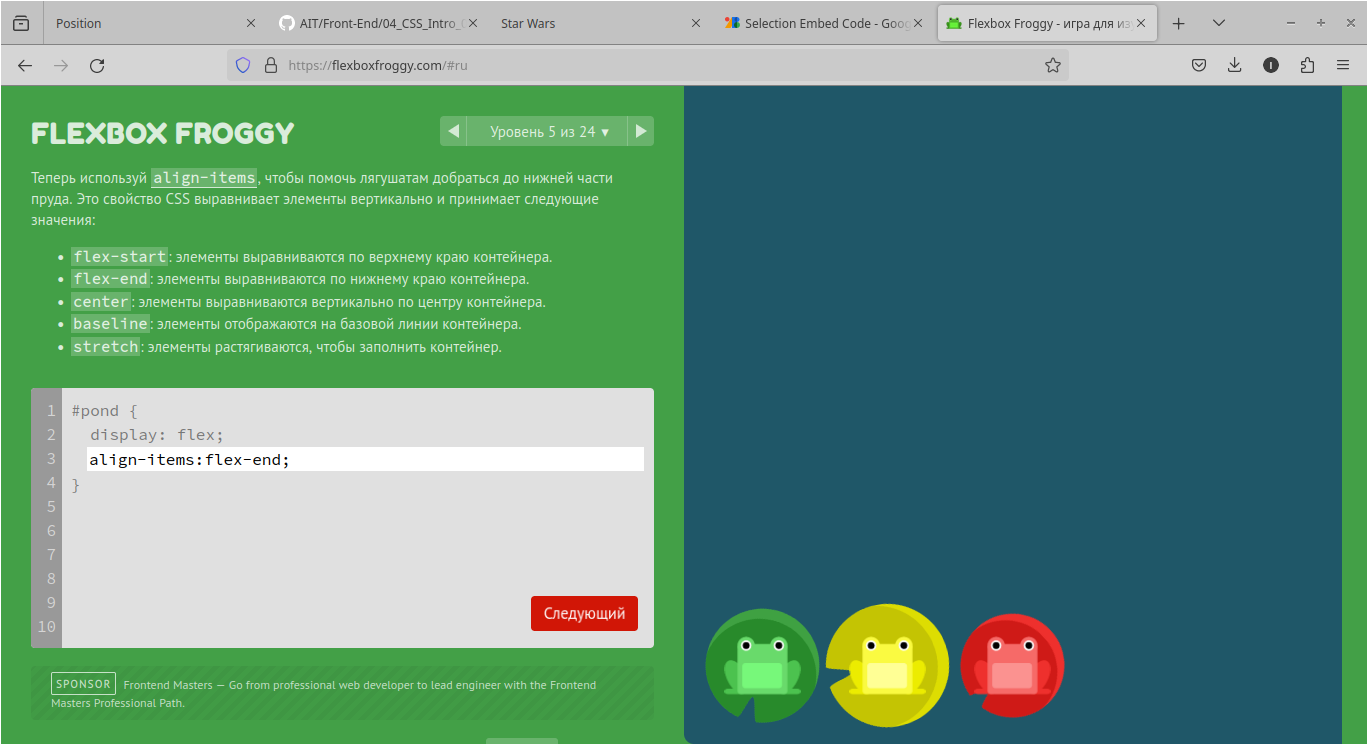 Position
AIT/Front-End/04_CSS_Intro_
Star Wars
Selection Embed Code - Goog
Flexbox Froggy - игра для из
https://flexboxfroggy.com/#ru
FLEXBOX FROGGY
Уровень 5 из 24 ▾
Теперь используй align-items, чтобы помочь лягушатам добраться до нижней части
пруда. Это свойство CSS выравнивает элементы вертикально и принимает следующие
значения:
• flex-start: элементы выравниваются по верхнему краю контейнера.
• flex-end: элементы выравниваются по нижнему краю контейнера.
• center: элементы выравниваются вертикально по центру контейнера.
• baseline: элементы отображаются на базовой линии контейнера.
• stretch: элементы растягиваются, чтобы заполнить контейнер.
1 #pond {
2 display: flex;
3 align-items:flex-end;
4 }
5
6
7
8
9
10
Следующий
SPONSOR Frontend Masters — Go from professional web developer to lead engineer with the Frontend
Masters Professional Path.